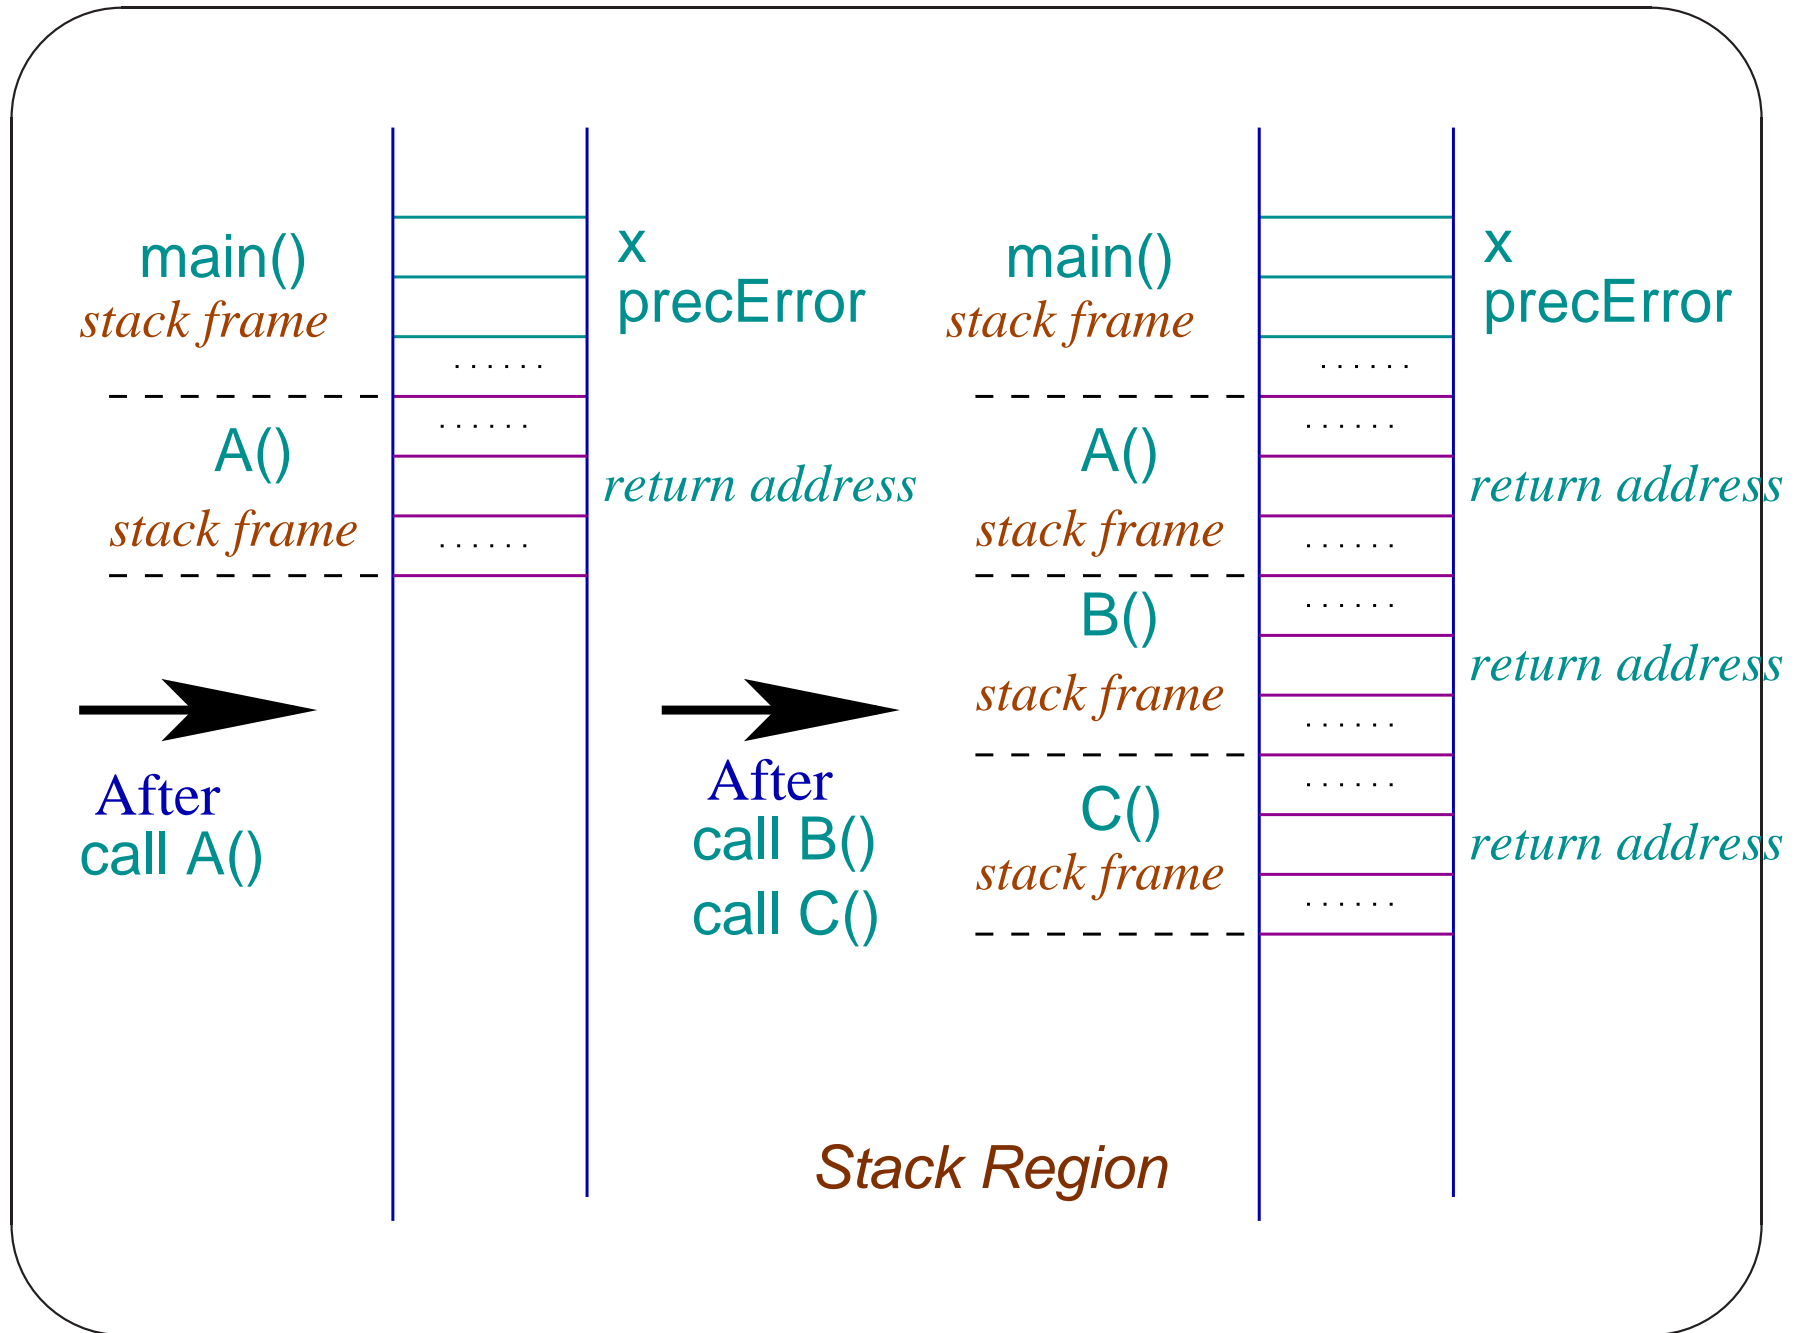 main()
stack frame
x
precError
. . . . . .
A()
stack frame
. . . . . .
return address
. . . . . .
After
call A()
After
call B()
call C()
main()
stack frame
x
precError
. . . . . .
A()
stack frame
. . . . . .
return address
. . . . . .
B()
stack frame
. . . . . .
return address
. . . . . .
C()
stack frame
. . . . . .
return address
. . . . . .
Stack Region